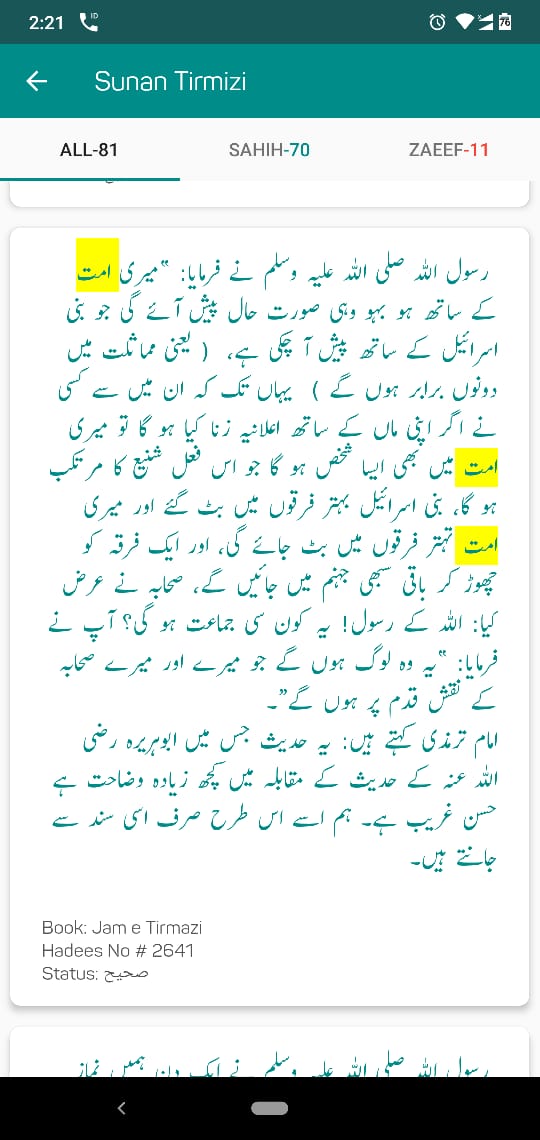 2:21
76
Sunan Tirmizi
ALL-81
SAHIH-70
ZAEEF-11
رسول اللہ صلی اللہ علیہ وسلم نے فرمایا: ”میری امت
کے ساتھ ہو بہو وہی صورت حال پیش آئے گی جو بنی
اسرائیل کے ساتھ پیش آ چکی ہے، ( یعنی مماثلت میں
دونوں برابر ہوں گے ) یہاں تک کہ ان میں سے کسی
نے اگر اپنی ماں کے ساتھ اعلانیہ زنا کیا ہو گا تو میری
امت میں بھی ایسا شخص ہو گا جو اس فعل شنیع کا مرتکب
ہو گا، بنی اسرائیل بہتر فرقوں میں بٹ گئے اور میری
امت تہتر فرقوں میں بٹ جائے گی، اور ایک فرقہ کو
چھوڑ کر باقی سبھی جہنم میں جائیں گے، صحابہ نے عرض
کیا: اللہ کے رسول! یہ کون سی جماعت ہو گی؟ آپ نے
فرمایا: ”یہ وہ لوگ ہوں گے جو میرے اور میرے صحابہ
کے نقش قدم پر ہوں گے“۔
امام ترمذی کہتے ہیں: یہ حدیث جس میں ابوہریرہ رضی
اللہ عنہ کے حدیث کے مقابلہ میں کچھ زیادہ وضاحت ہے
حسن غریب ہے۔ ہم اسے اس طرح صرف اسی سند سے
جانتے ہیں۔
Book: Jam e Tirmazi
Hadees No # 2641
Status: صحیح
رسول اللہ صلی اللہ علیہ وسلم نے ایک دن ہمیں نماز